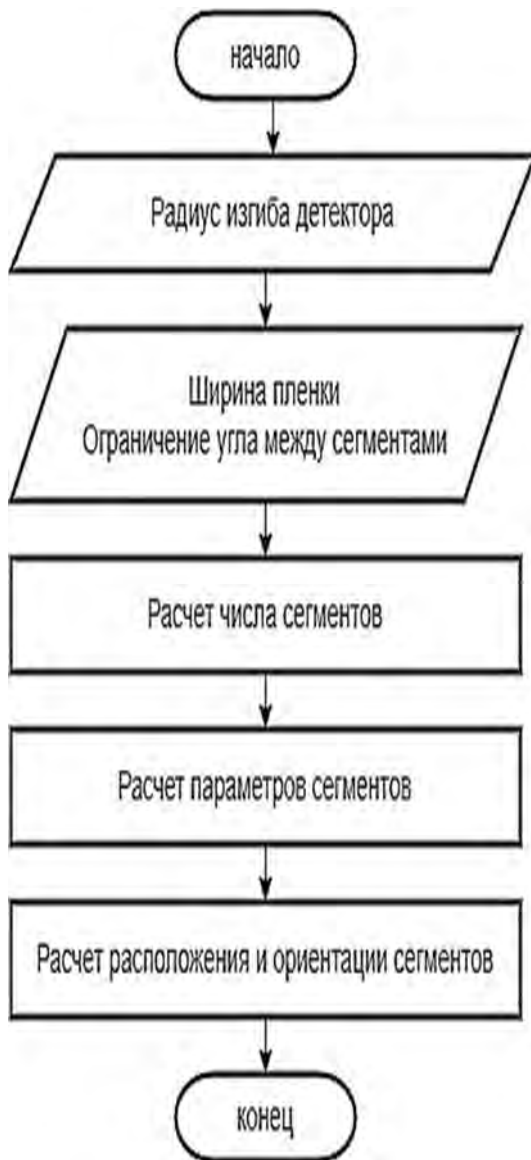 начало
Радиус изгиба детектора
Ширина пленки
Ограничение угла между сегментами
Расчет числа сегментов
Расчет параметров сегментов
Расчет расположения и ориентации сегментов
конец